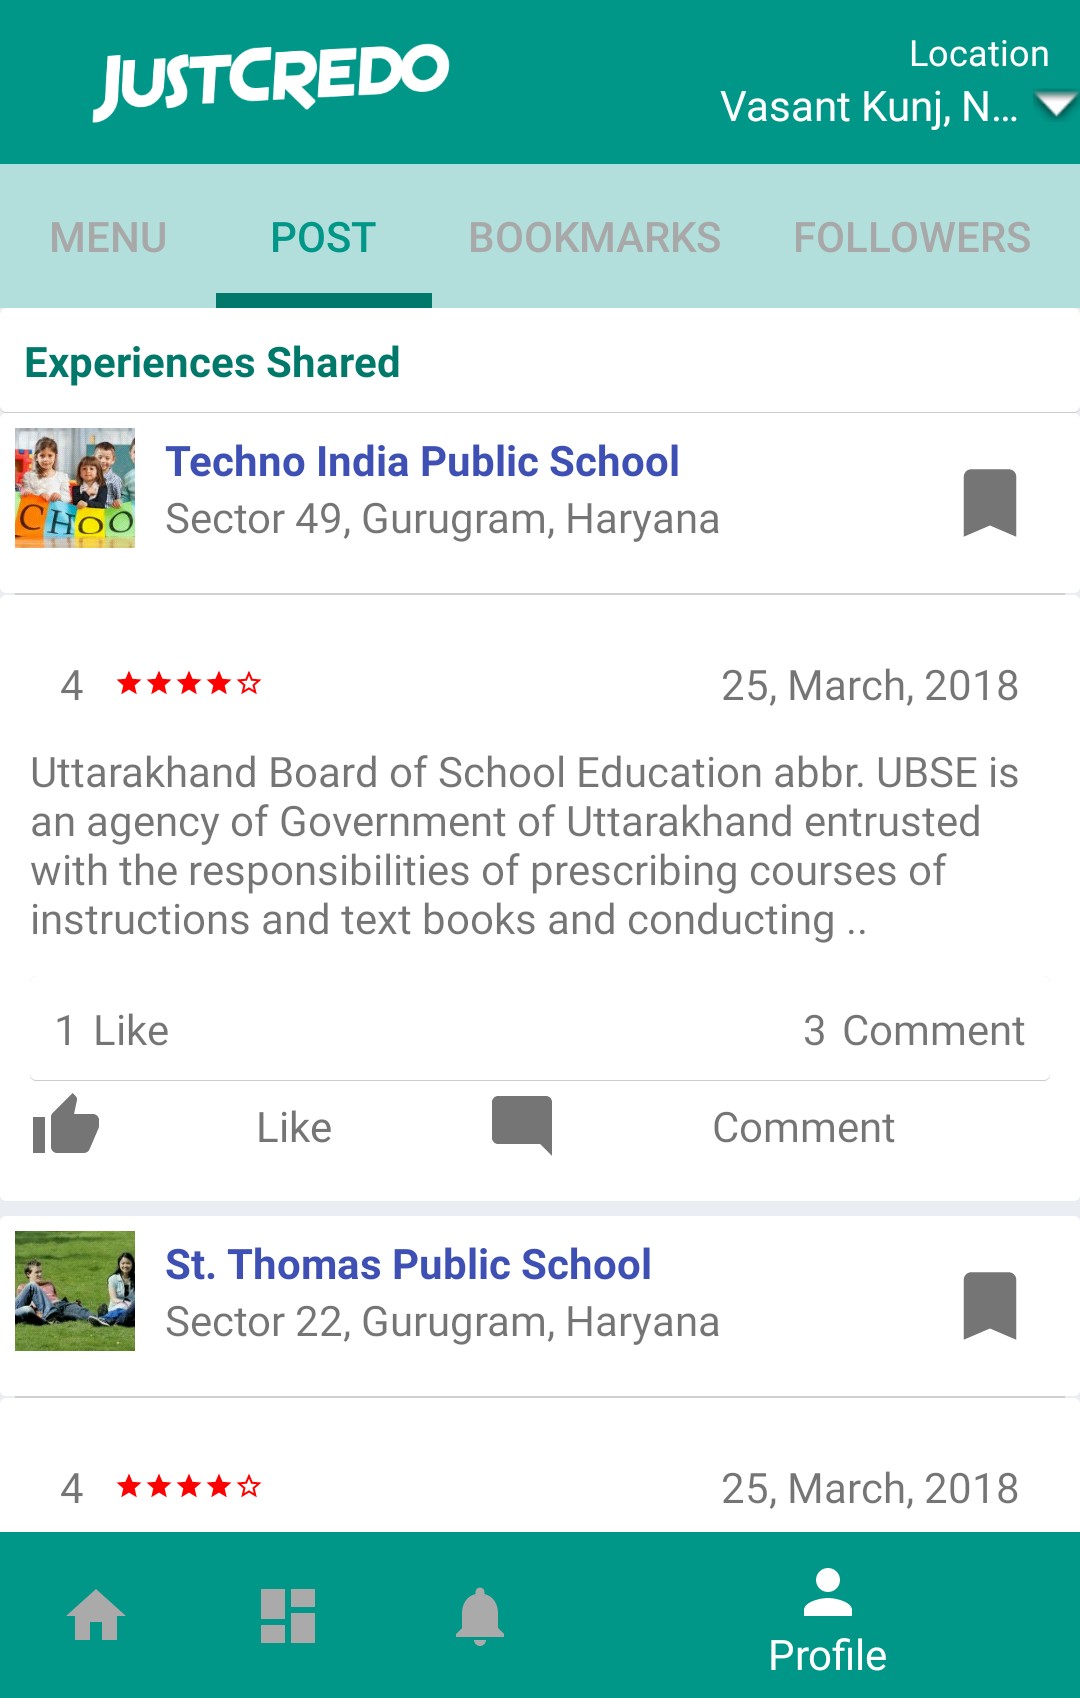 JUSTCREDO
Location
Vasant Kunj, N...
MENU POST BOOKMARKS FOLLOWERS
Experiences Shared
CHOO
Techno India Public School
Sector 49, Gurugram, Haryana
4 25, March, 2018
Uttarakhand Board of School Education abbr. UBSE is
an agency of Government of Uttarakhand entrusted
with the responsibilities of prescribing courses of
instructions and text books and conducting ..
1 Like 3 Comment
Like Comment
St. Thomas Public School
Sector 22, Gurugram, Haryana
4 25, March, 2018
Profile